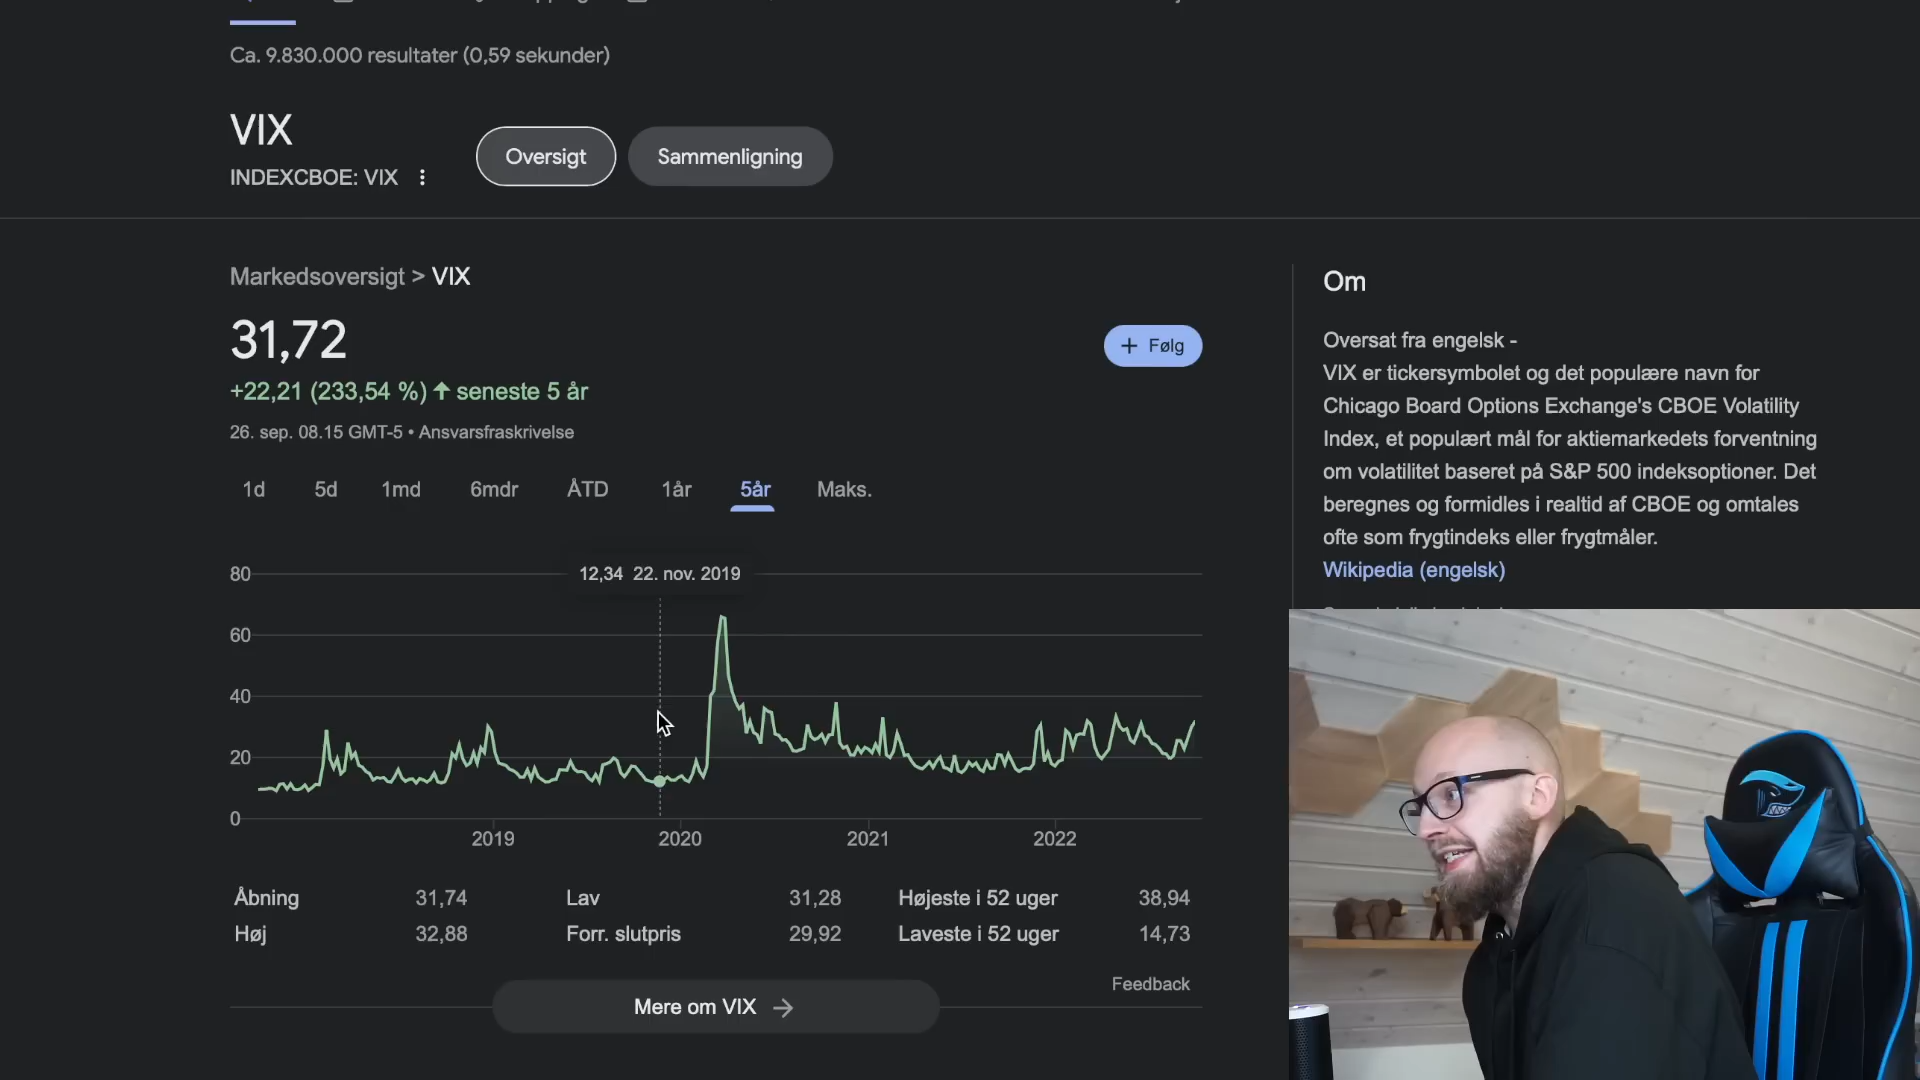 Ca. 9.830.000 resultater (0,59 sekunder)
VIX
INDEXCBOE: VIX
Oversigt
Sammenligning
Markedsoversigt > VIX
31,72
+22,21 (233,54 %) ↑ seneste 5 år
26. sep. 08.15 GMT-5 • Ansvarsfraskrivelse
+ Følg
1d 5d 1md 6mdr ÅTD 1år 5år Maks.
12,34 22. nov. 2019
80
60
40
20
0
2019 2020 2021 2022
Åbning 31,74 Lav 31,28 Højeste i 52 uger 38,94
Høj 32,88 Forr. slutpris 29,92 Laveste i 52 uger 14,73
Feedback
Mere om VIX →
Om
Oversat fra engelsk -
VIX er tickersymbolet og det populære navn for
Chicago Board Options Exchange's CBOE Volatility
Index, et populært mål for aktiemarkedets forventning
om volatilitet baseret på S&P 500 indeksoptioner. Det
beregnes og formidles i realtid af CBOE og omtales
ofte som frygtindeks eller frygtmåler.
Wikipedia (engelsk)